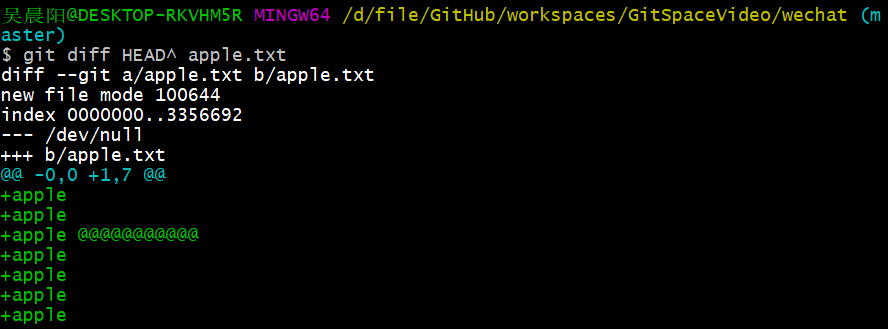 吴晨阳@DESKTOP-RKVHM5R MINGW64 /d/file/GitHub/workspaces/GitSpaceVideo/wechat (m
aster)
$ git diff HEAD^ apple.txt
diff --git a/apple.txt b/apple.txt
new file mode 100644
index 0000000..3356692
--- /dev/null
+++ b/apple.txt
@@ -0,0 +1,7 @@
+apple
+apple
+apple @@@@@@@@@@@
+apple
+apple
+apple
+apple